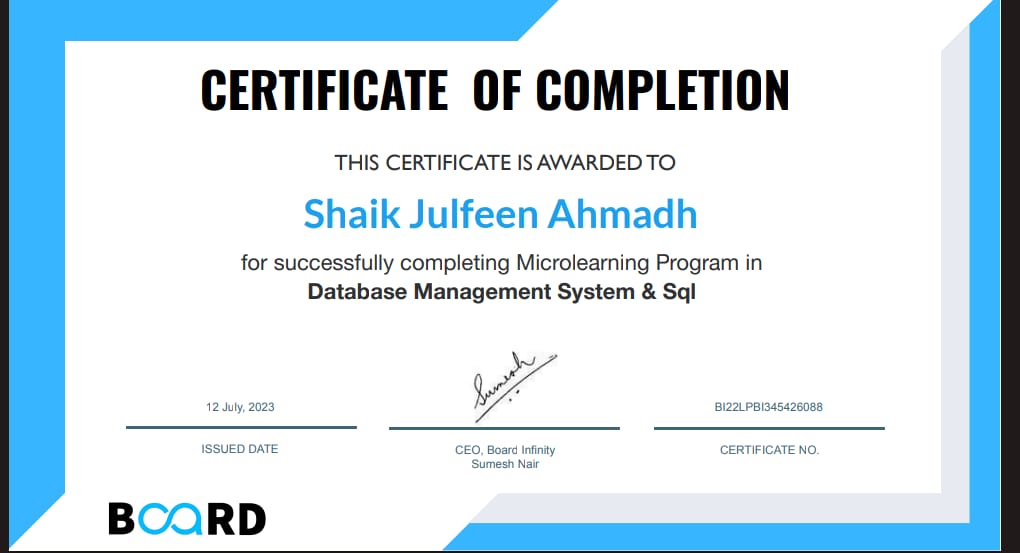 CERTIFICATE OF COMPLETION
THIS CERTIFICATE IS AWARDED TO
Shaik Julfeen Ahmadh
for successfully completing Microlearning Program in
Database Management System & Sql
Sumesh
12 July, 2023
BI22LPBI345426088
ISSUED DATE
CEO, Board Infinity
Sumesh Nair
CERTIFICATE NO.
BOARD